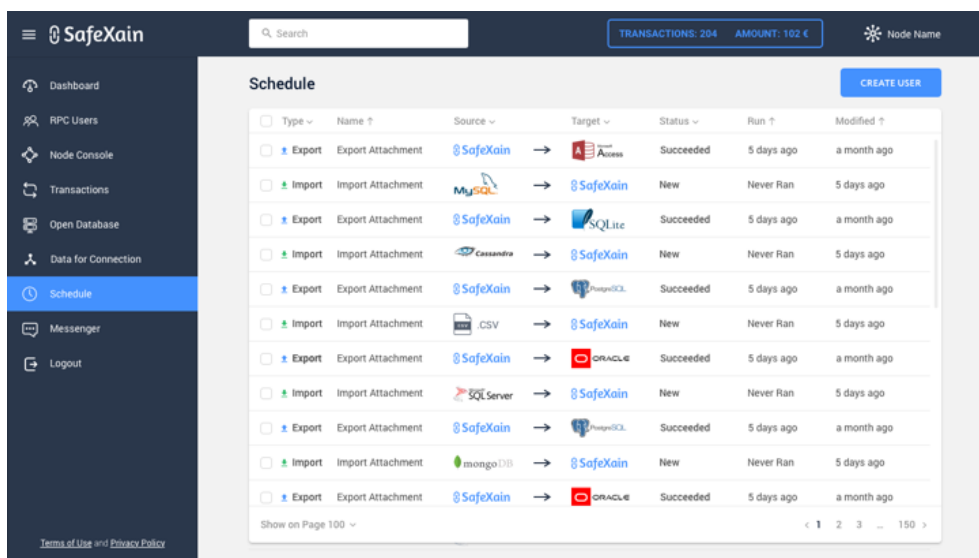 SafeXain
Search
TRANSACTIONS: 204 AMOUNT: 102 €
Node Name
Dashboard
RPC Users
Node Console
Transactions
Open Database
Data for Connection
Schedule
Messenger
Logout
Terms of Use and Privacy Policy
Schedule
CREATE USER
Type Name Source Target Status Run Modified
Export Export Attachment SafeXain Microsoft Access Succeeded 5 days ago a month ago
Import Import Attachment MySQL SafeXain New Never Ran 5 days ago
Export Export Attachment SafeXain SQLite Succeeded 5 days ago a month ago
Import Import Attachment Cassandra SafeXain New Never Ran 5 days ago
Export Export Attachment SafeXain PostgreSQL Succeeded 5 days ago a month ago
Import Import Attachment .CSV SafeXain New Never Ran 5 days ago
Export Export Attachment SafeXain ORACLE Succeeded 5 days ago a month ago
Import Import Attachment SQL Server SafeXain New Never Ran 5 days ago
Export Export Attachment SafeXain PostgreSQL Succeeded 5 days ago a month ago
Import Import Attachment mongoDB SafeXain New Never Ran 5 days ago
Export Export Attachment SafeXain ORACLE Succeeded 5 days ago a month ago
Show on Page 100
< 1 2 3 ... 150 >